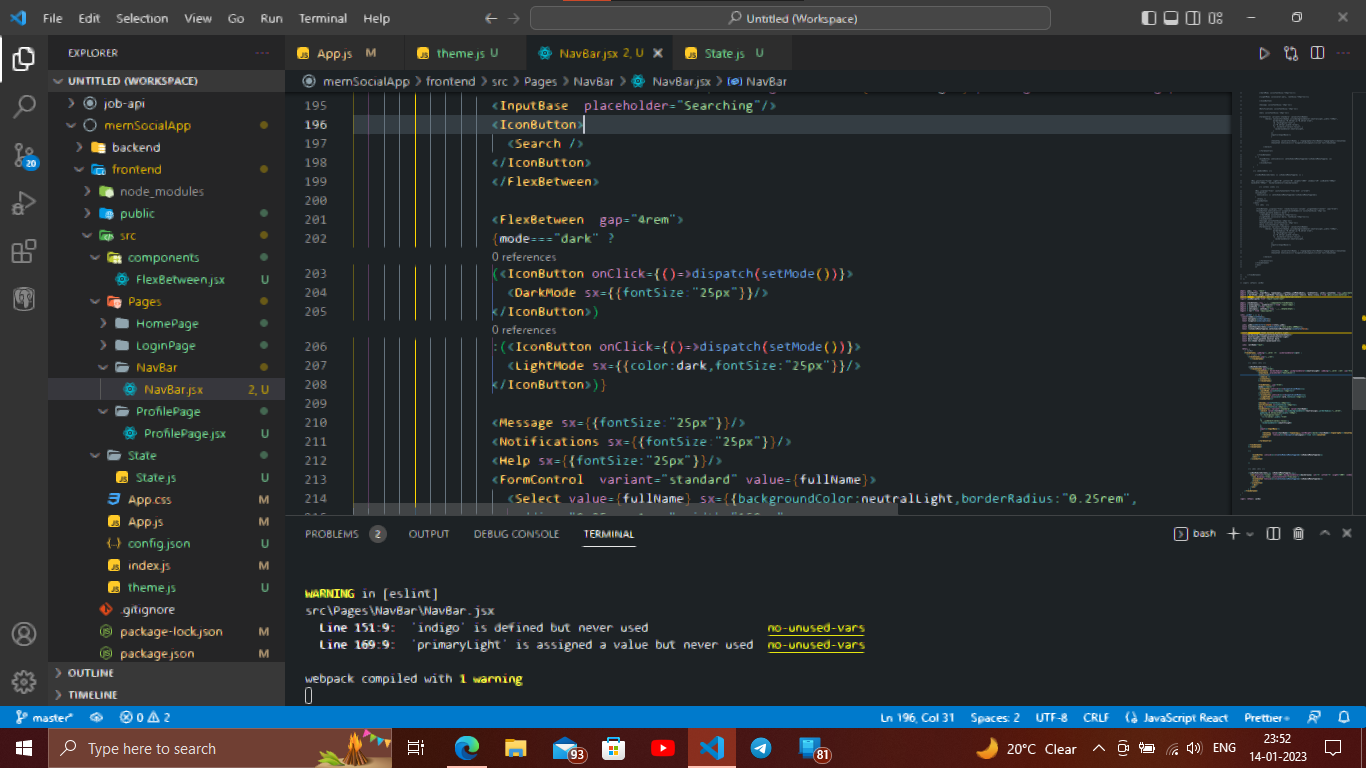 File Edit Selection View Go Run Terminal Help
Untitled (Workspace)
EXPLORER
App.js M
theme.js U
NavBar.jsx 2, U
State.js U
UNTITLED (WORKSPACE)
mernSocialApp > frontend > src > Pages > NavBar > NavBar.jsx > NavBar
job-api
mernSocialApp
backend
frontend
node_modules
public
src
components
FlexBetween.jsx U
Pages
HomePage
LoginPage
NavBar
NavBar.jsx 2, U
ProfilePage
ProfilePage.jsx U
State
State.js U
App.css M
App.js M
config.json U
index.js M
theme.js U
.gitignore
package-lock.json M
package.json M
OUTLINE
TIMELINE
20
195 <InputBase placeholder="Searching"/>
196 <IconButton>
197 <Search />
198 </IconButton>
199 </FlexBetween>
200
201 <FlexBetween gap="4rem">
202 {mode==="dark" ?
0 references
203 (<IconButton onClick={()=>dispatch(setMode())}>
204 <DarkMode sx={{fontSize:"25px"}}/>
205 </IconButton>)
0 references
206 :(<IconButton onClick={()=>dispatch(setMode())}>
207 <LightMode sx={{color:dark,fontSize:"25px"}}/>
208 </IconButton>)}
209
210 <Message sx={{fontSize:"25px"}}/>
211 <Notifications sx={{fontSize:"25px"}}/>
212 <Help sx={{fontSize:"25px"}}/>
213 <FormControl variant="standard" value={fullName}>
214 <Select value={fullName} sx={{backgroundColor:neutralLight,borderRadius:"0.25rem",
PROBLEMS 2 OUTPUT DEBUG CONSOLE TERMINAL
bash
WARNING in [eslint]
src\Pages\NavBar\NavBar.jsx
Line 151:9: 'indigo' is defined but never used no-unused-vars
Line 169:9: 'primaryLight' is assigned a value but never used no-unused-vars
webpack compiled with 1 warning
master* 0 2
Ln 196, Col 31 Spaces: 2 UTF-8 CRLF JavaScript React Prettier+
Type here to search
93
81
20°C Clear
ENG
23:52
14-01-2023